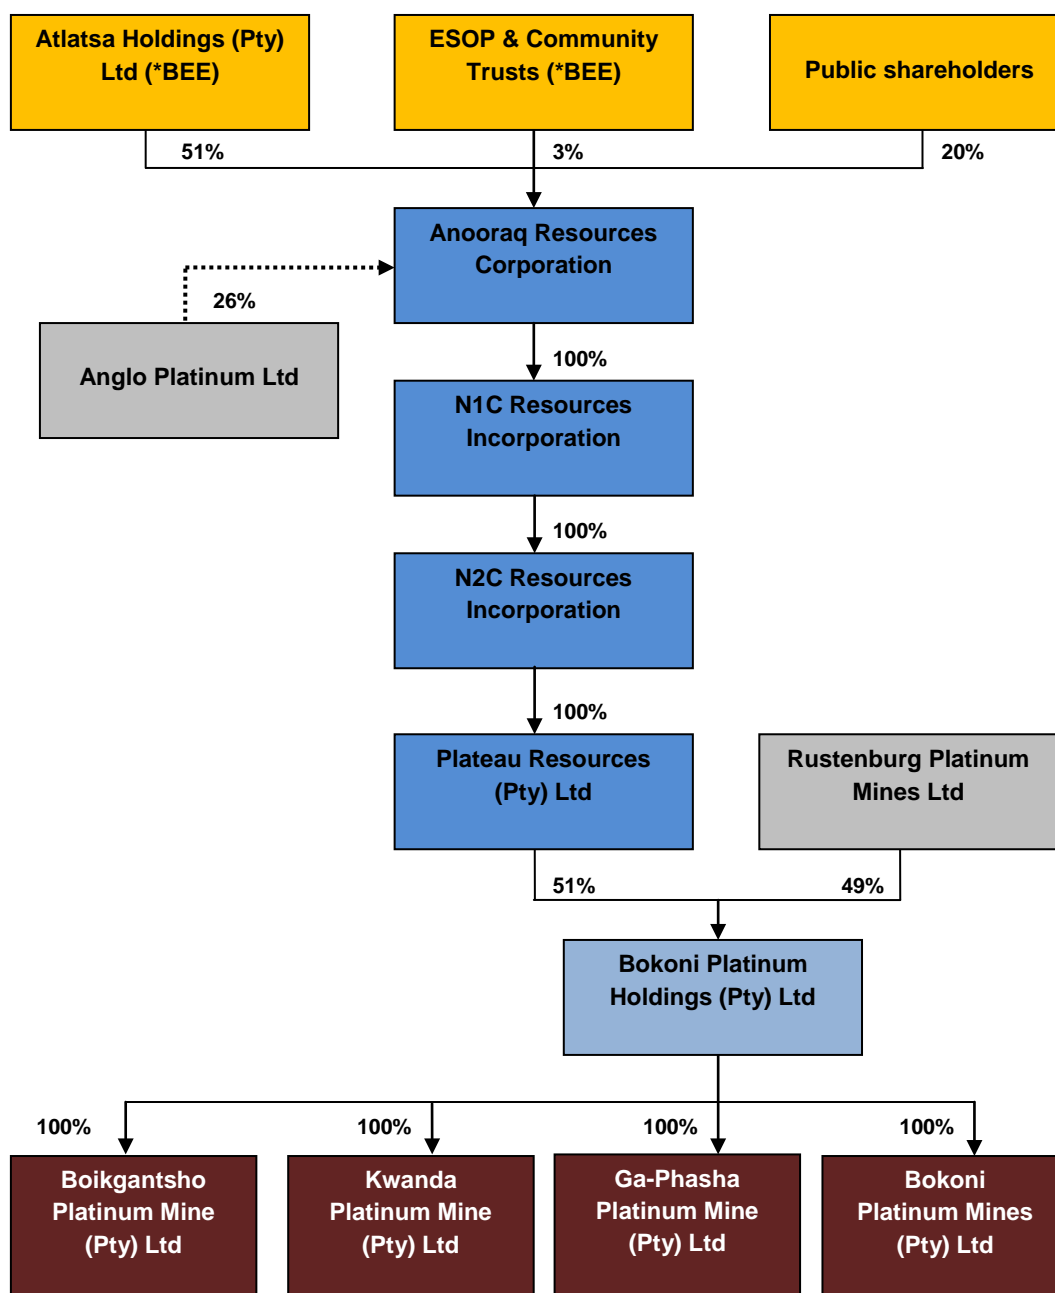 Atlatsa Holdings (Pty)
Ltd (*BEE)
ESOP & Community
Trusts (*BEE)
Public shareholders
51%
3%
20%
Anooraq Resources
Corporation
26%
Anglo Platinum Ltd
100%
N1C Resources
Incorporation
100%
N2C Resources
Incorporation
100%
Plateau Resources
(Pty) Ltd
Rustenburg Platinum
Mines Ltd
51%
49%
Bokoni Platinum
Holdings (Pty) Ltd
100%
100%
100%
100%
Boikgantsho
Platinum Mine
(Pty) Ltd
Kwanda
Platinum Mine
(Pty) Ltd
Ga-Phasha
Platinum Mine
(Pty) Ltd
Bokoni
Platinum Mines
(Pty) Ltd